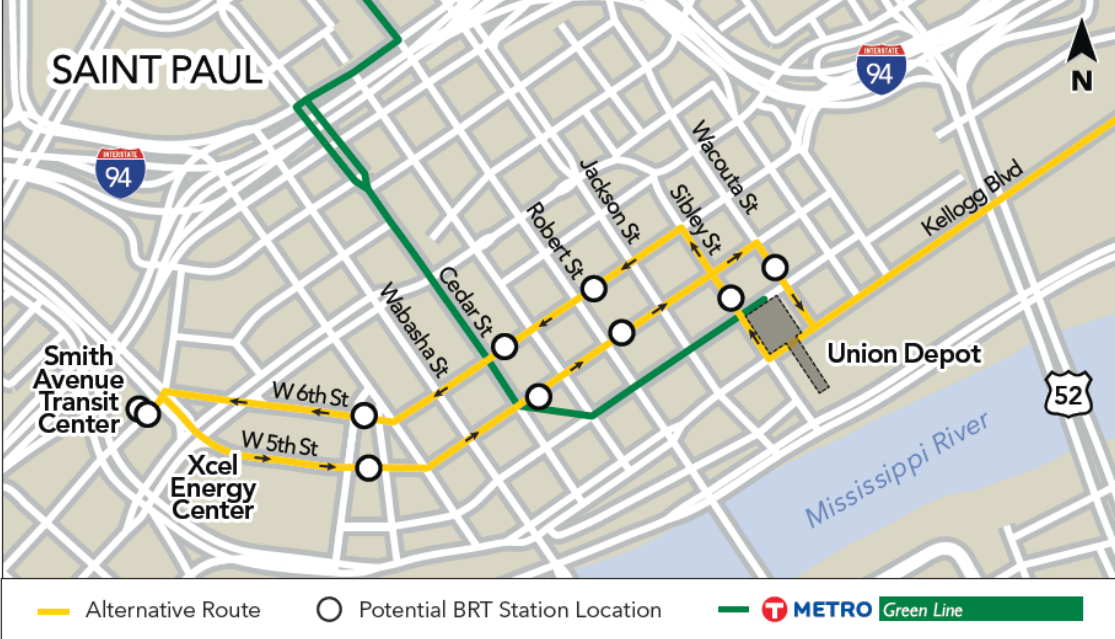 SAINT PAUL
INTERSTATE
94
INTERSTATE
94
N
Wacouta St
Jackson St
Sibley St
Robert St
Kellogg Blvd
Cedar St
Wabasha St
Union Depot
Smith
Avenue
Transit
Center
W 6th St
W 5th St
Xcel
Energy
Center
52
Mississippi River
Alternative Route
Potential BRT Station Location
T METRO Green Line